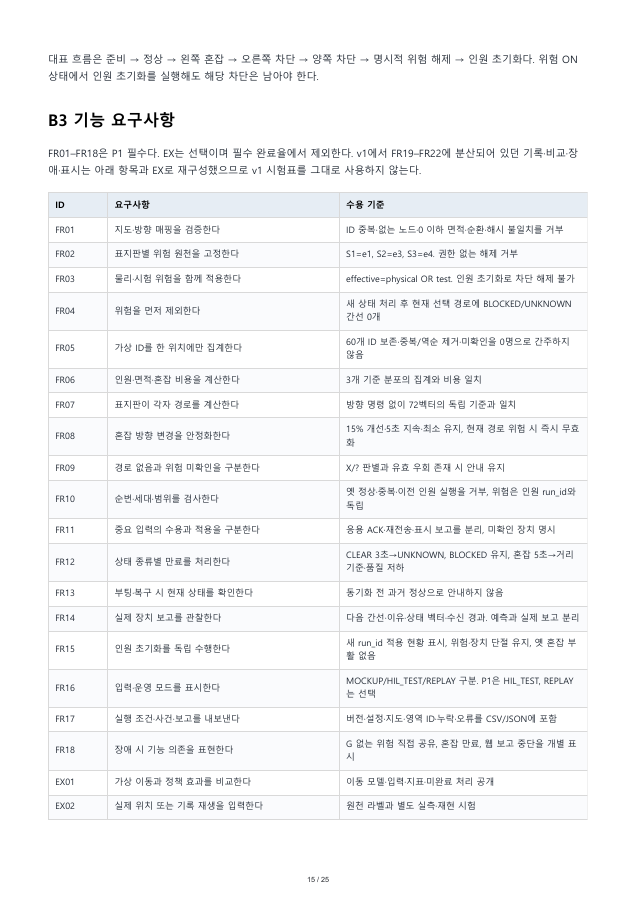 대표 흐름은 준비 → 정상 → 왼쪽 혼잡 → 오른쪽 차단 → 양쪽 차단 → 명시적 위험 해제 → 인원 초기화다. 위험 ON
상태에서 인원 초기화를 실행해도 해당 차단은 남아야 한다.
B3 기능 요구사항
FR01–FR18은 P1 필수다. EX는 선택이며 필수 완료율에서 제외한다. v1에서 FR19–FR22에 분산되어 있던 기록·비교·장
애·표시는 아래 항목과 EX로 재구성했으므로 v1 시험표를 그대로 사용하지 않는다.
ID 요구사항 수용 기준
FR01 지도·방향 매핑을 검증한다 ID 중복·없는 노드·0 이하 면적·순환·해시 불일치를 거부
FR02 표지판별 위험 원천을 고정한다 S1=e1, S2=e3, S3=e4. 권한 없는 해제 거부
FR03 물리·시험 위험을 함께 적용한다 effective=physical OR test. 인원 초기화로 차단 해제 불가
FR04 위험을 먼저 제외한다 새 상태 처리 후 현재 선택 경로에 BLOCKED/UNKNOWN
간선 0개
FR05 가상 ID를 한 위치에만 집계한다 60개 ID 보존·중복/역순 제거·미확인을 0명으로 간주하지
않음
FR06 인원·면적·혼잡 비용을 계산한다 3개 기준 분포의 집계와 비용 일치
FR07 표지판이 각자 경로를 계산한다 방향 명령 없이 72벡터의 독립 기준과 일치
FR08 혼잡 방향 변경을 안정화한다 15% 개선·5초 지속·최소 유지, 현재 경로 위험 시 즉시 무효
화
FR09 경로 없음과 위험 미확인을 구분한다 X/? 판별과 유효 우회 존재 시 안내 유지
FR10 순번·세대·범위를 검사한다 옛 정상·중복·이전 인원 실행을 거부, 위험은 인원 run_id와
독립
FR11 중요 입력의 수용과 적용을 구분한다 응용 ACK·재전송·표시 보고를 분리, 미확인 장치 명시
FR12 상태 종류별 만료를 처리한다 CLEAR 3초→UNKNOWN, BLOCKED 유지, 혼잡 5초→거리
기준·품질 저하
FR13 부팅·복구 시 현재 상태를 확인한다 동기화 전 과거 정상으로 안내하지 않음
FR14 실제 장치 보고를 관찰한다 다음 간선·이유·상태 벡터·수신 경과. 예측과 실제 보고 분리
FR15 인원 초기화를 독립 수행한다 새 run_id 적용 현황 표시, 위험·장치 단절 유지, 옛 혼잡 부
활 없음
FR16 입력·운영 모드를 표시한다 MOCKUP/HIL_TEST/REPLAY 구분. P1은 HIL_TEST, REPLAY
는 선택
FR17 실행 조건·사건·보고를 내보낸다 버전·설정·지도·영역 ID·누락·오류를 CSV/JSON에 포함
FR18 장애 시 기능 의존을 표현한다 G 없는 위험 직접 공유, 혼잡 만료, 웹 보고 중단을 개별 표
시
EX01 가상 이동과 정책 효과를 비교한다 이동 모델·입력·지표·미완료 처리 공개
EX02 실제 위치 또는 기록 재생을 입력한다 원천 라벨과 별도 실측·재현 시험
15 / 25